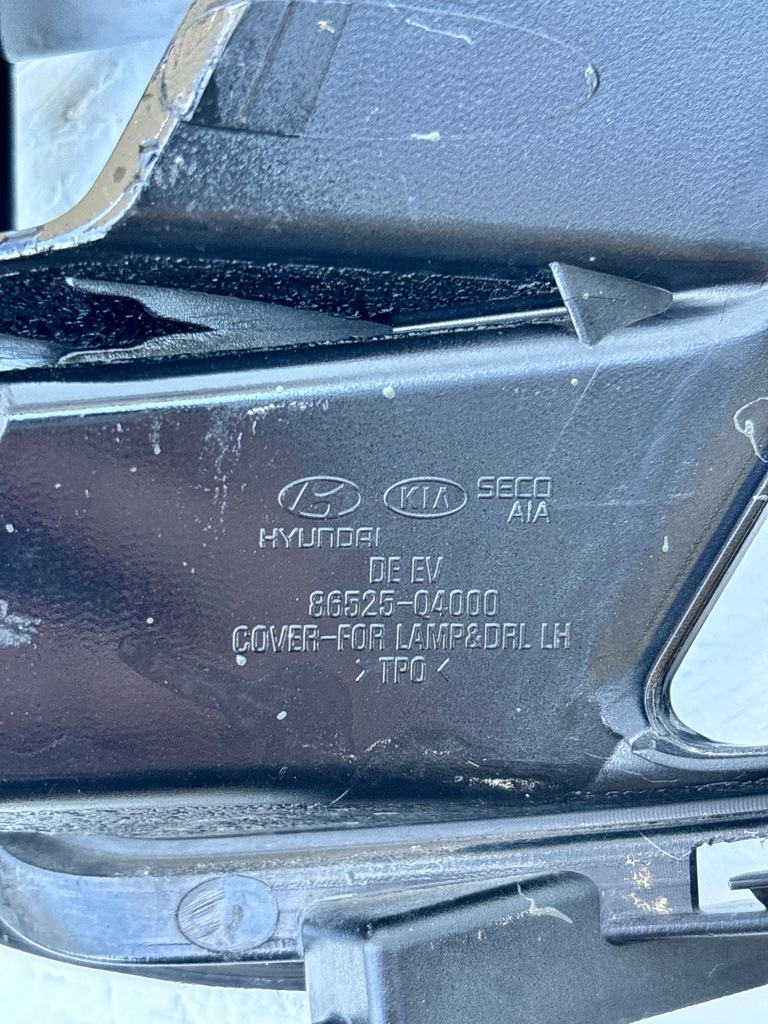 KIA SECO
AIA
HYUNDAI
DE EV
86525-Q4000
COVER-FOR LAMP&DRL LH
>TPO<